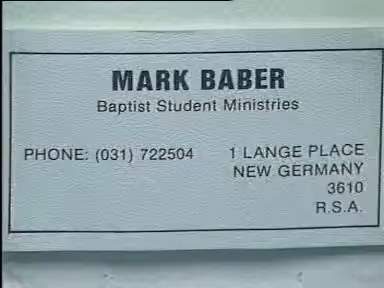 MARK BABER
Baptist Student Ministries
PHONE: (031) 722504
1 LANGE PLACE
NEW GERMANY
3610
R.S.A.